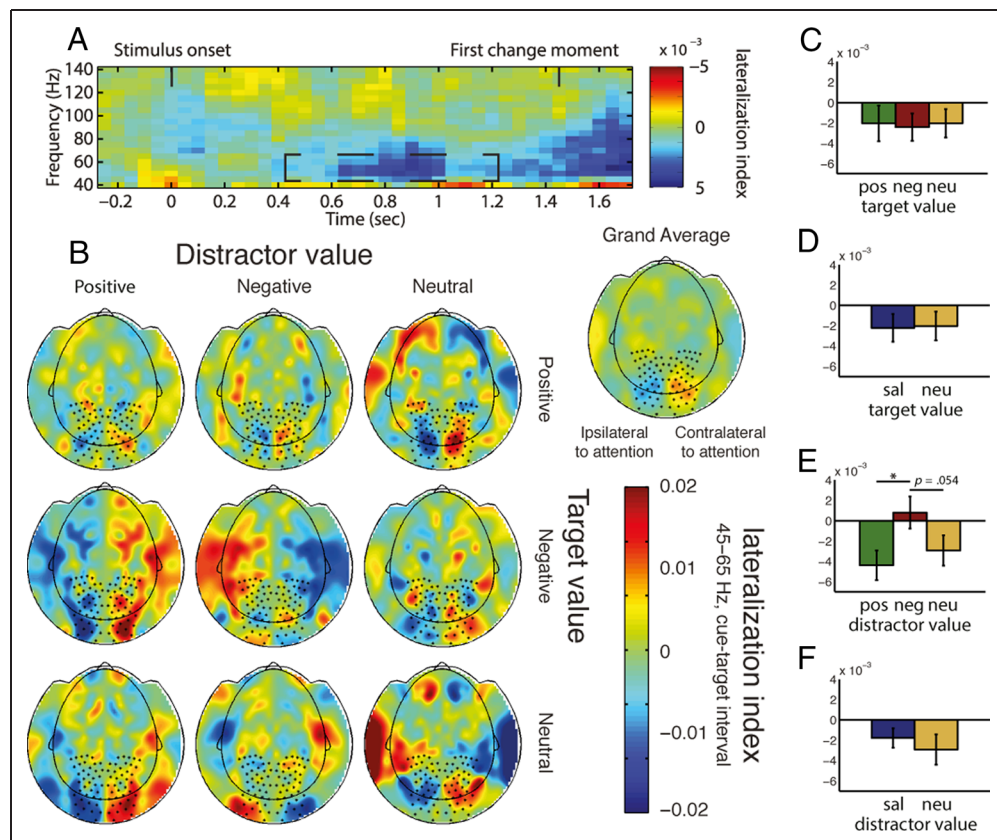 A
Stimulus onset
First change moment
× 10⁻³
Frequency (Hz)
140
120
100
80
60
40
−0.2 0 0.2 0.4 0.6 0.8 1 1.2 1.4 1.6
Time (sec)
−5
0
5
lateralization index
B
Distractor value
Positive Negative Neutral
Positive
Negative
Neutral
Target value
Grand Average
Ipsilateral
to attention
Contralateral
to attention
0.02
0.01
0
−0.01
−0.02
lateralization index
45–65 Hz, cue-target interval
C
x 10⁻³
4
2
0
−2
−4
−6
pos neg neu
target value
D
x 10⁻³
4
2
0
−2
−4
−6
sal neu
target value
E
x 10⁻³
4
2
0
−2
−4
−6
* p = .054
pos neg neu
distractor value
F
x 10⁻³
4
2
0
−2
−4
−6
sal neu
distractor value